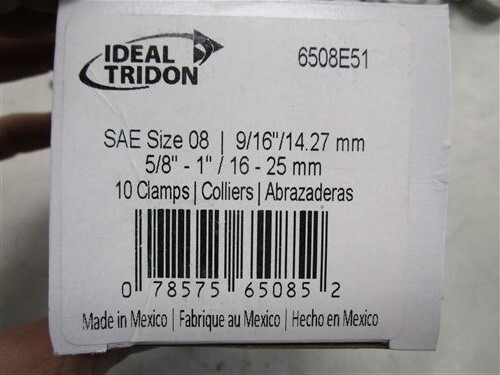 IDEAL
TRIDON
6508E51
SAE Size 08 | 9/16"/14.27 mm
5/8" - 1" / 16 - 25 mm
10 Clamps | Colliers | Abrazaderas
0 78575 65085 2
Made in Mexico | Fabrique au Mexico | Hecho en Mexico